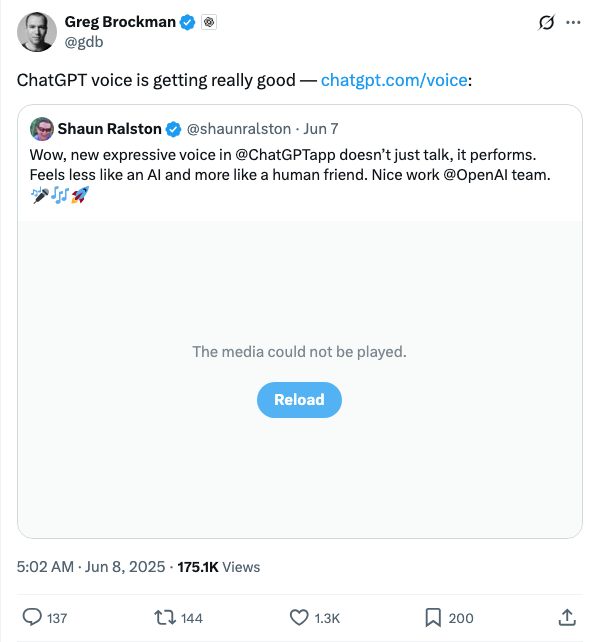 Greg Brockman
@gdb
ChatGPT voice is getting really good — chatgpt.com/voice:
Shaun Ralston @shaunralston · Jun 7
Wow, new expressive voice in @ChatGPTapp doesn’t just talk, it performs.
Feels less like an AI and more like a human friend. Nice work @OpenAI team.
🎤🎶🚀
The media could not be played.
Reload
5:02 AM · Jun 8, 2025 · 175.1K Views
137 144 1.3K 200